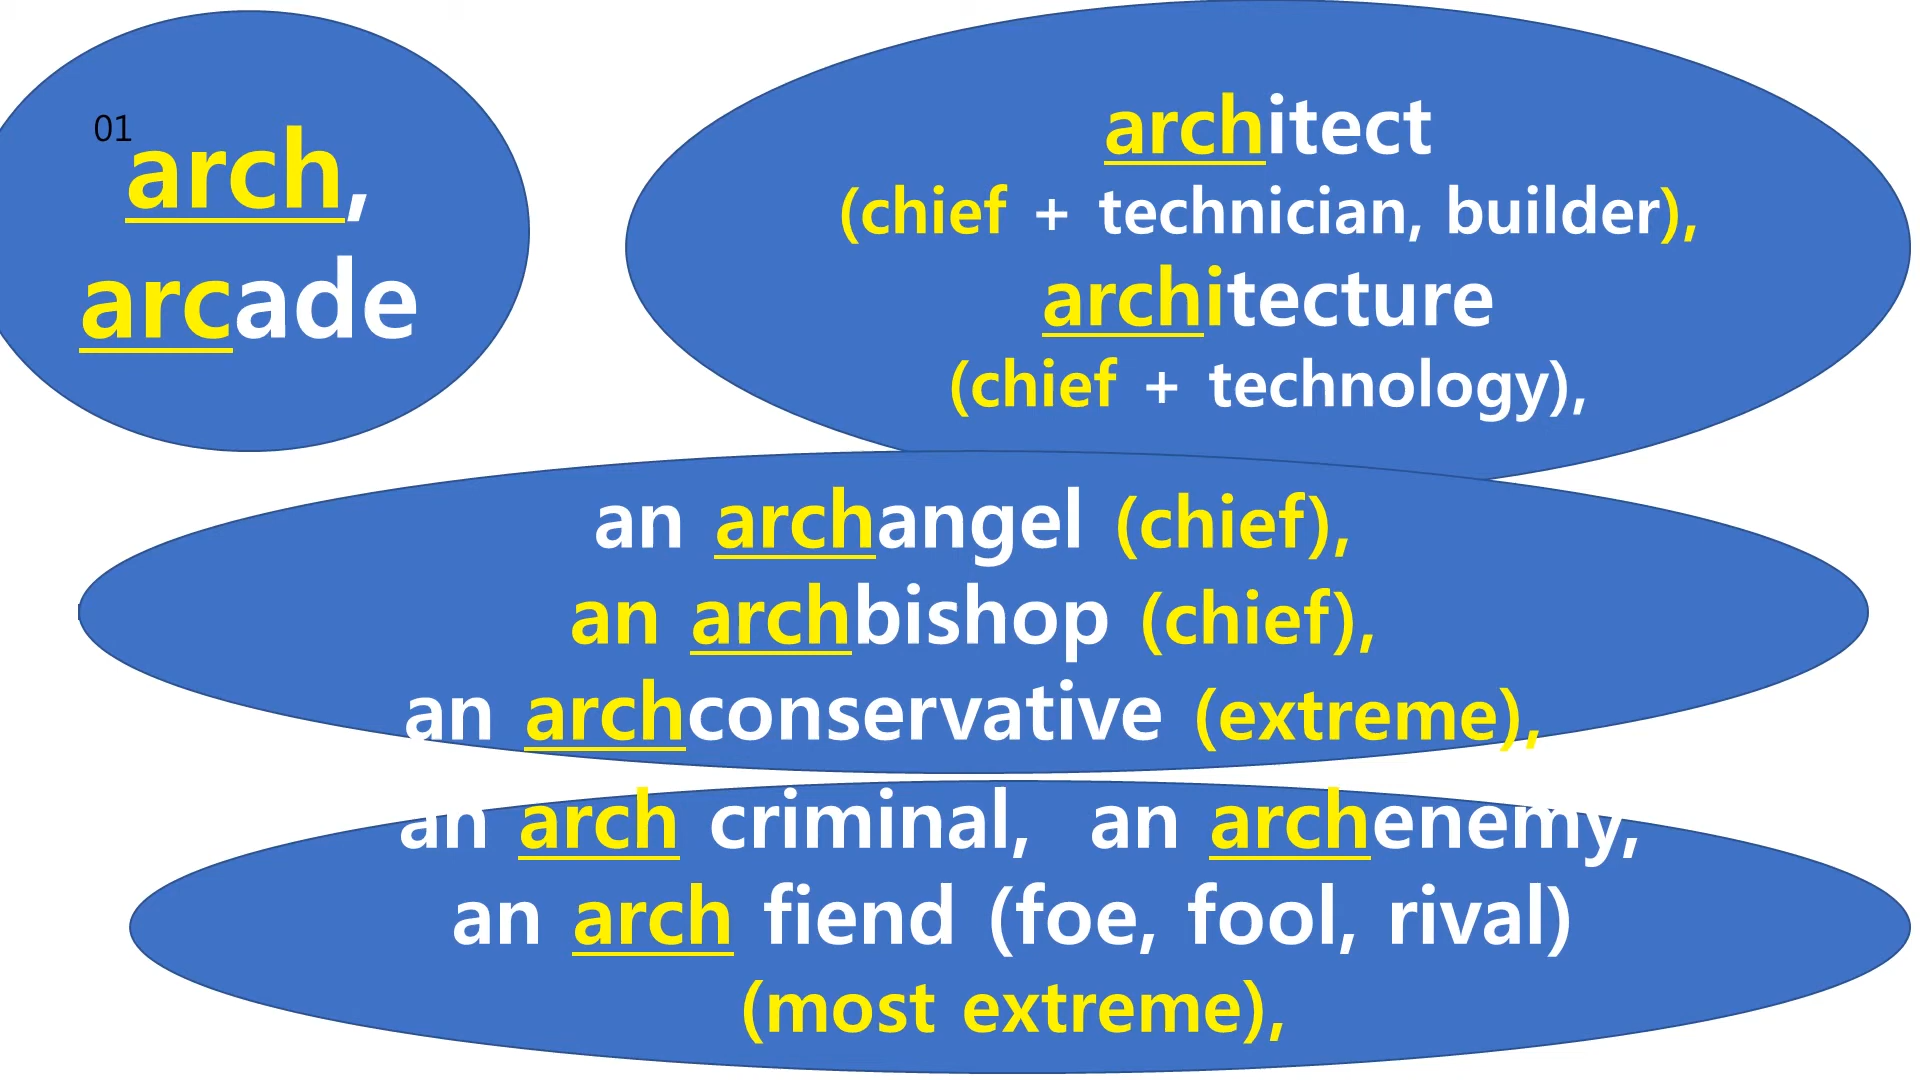 01
arch,
arcade
architect
(chief + technician, builder),
architecture
(chief + technology),
an archangel (chief),
an archbishop (chief),
an archconservative (extreme),
an arch criminal, an archenemy,
an arch fiend (foe, fool, rival)
(most extreme),